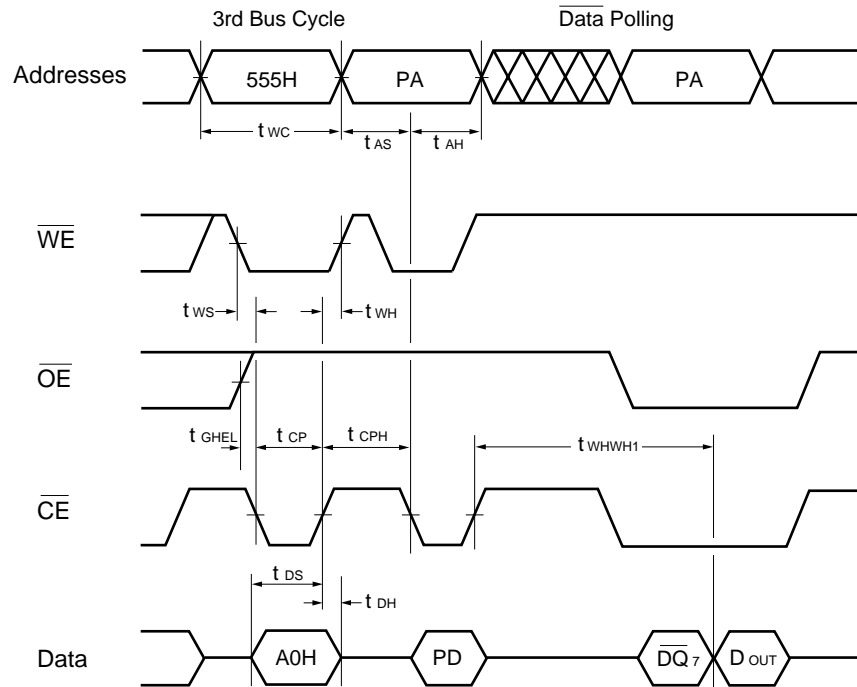 3rd Bus Cycle
Data Polling
Addresses
555H
PA
PA
t WC
t AS
t AH
WE
t WS
t WH
OE
t GHEL
t CP
t CPH
t WHWH1
CE
t DS
t DH
Data
A0H
PD
DQ 7
D OUT